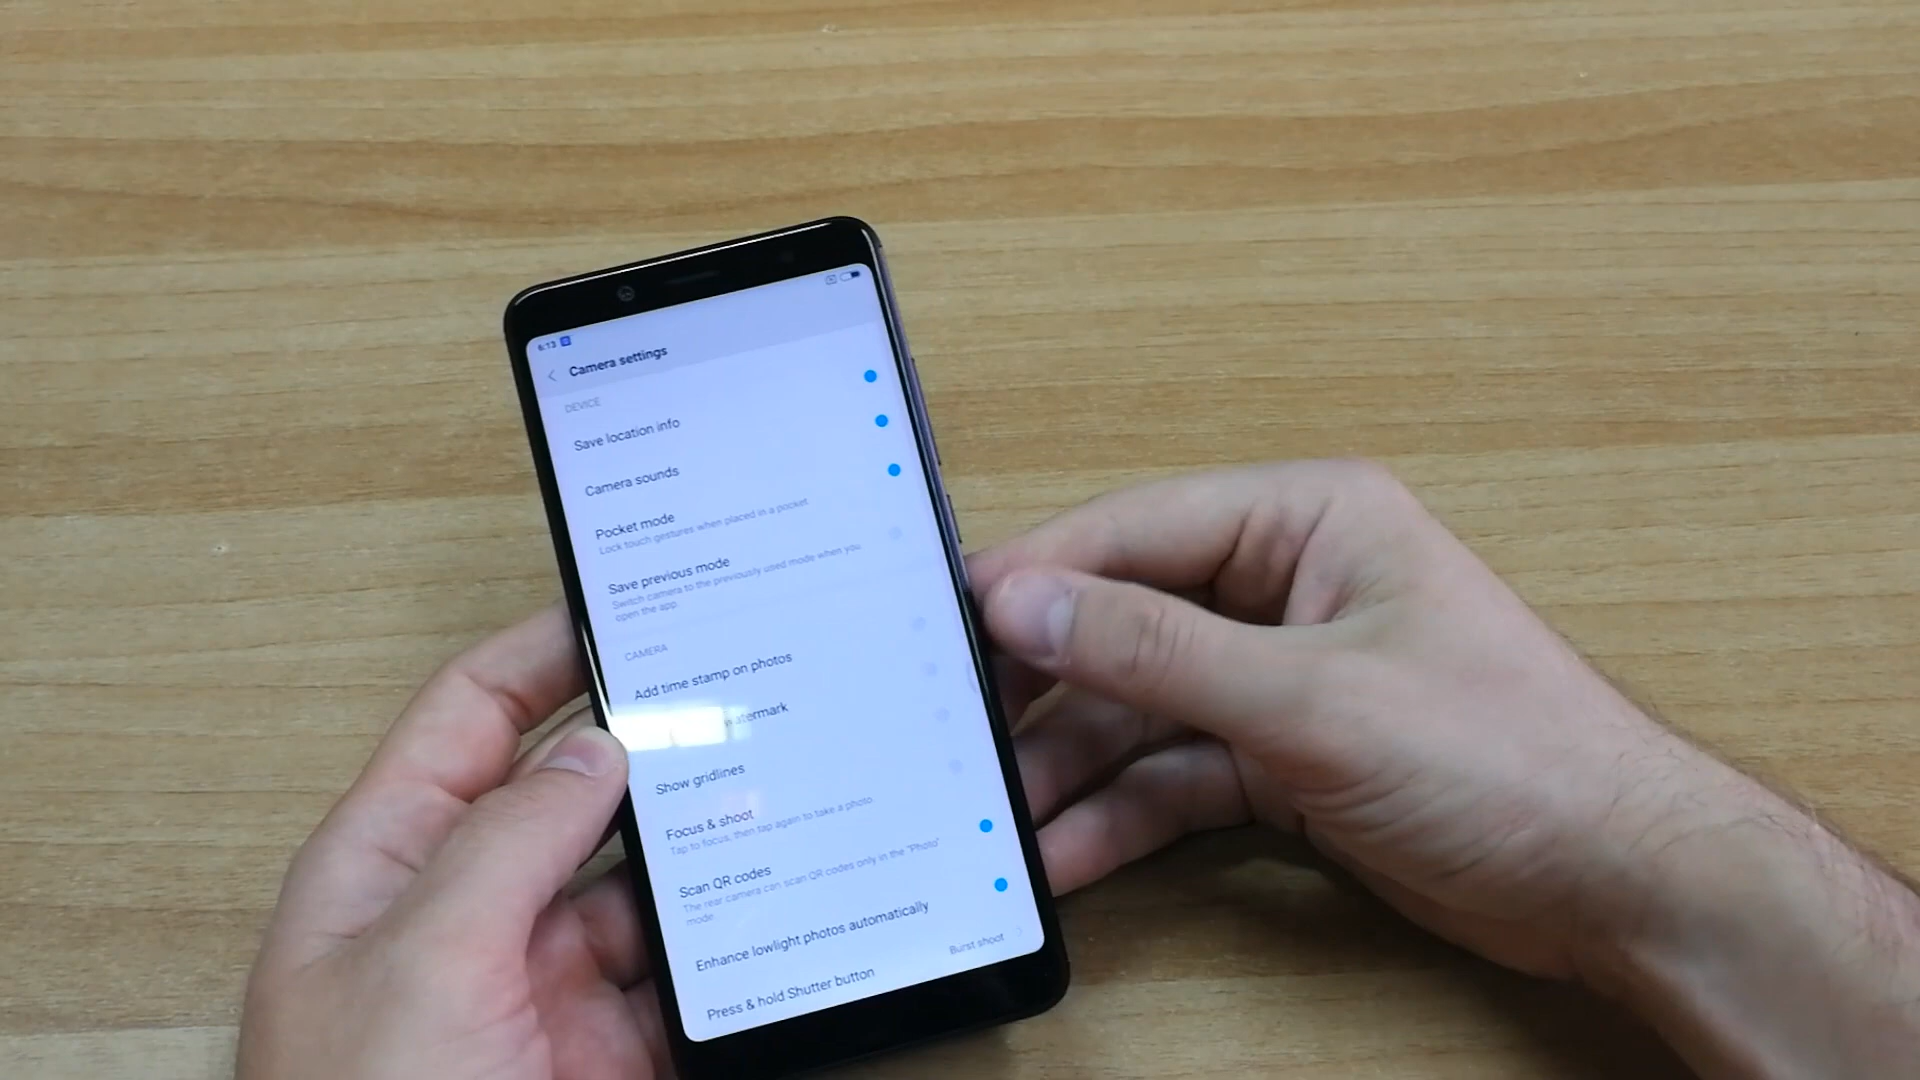 6:13
Camera settings
DEVICE
Save location info
Camera sounds
Pocket mode
Lock touch gestures when placed in a pocket
Save previous mode
Switch camera to the previously used mode when you
open the app.
CAMERA
Add time stamp on photos
watermark
Show gridlines
Focus & shoot
Tap to focus, then tap again to take a photo.
Scan QR codes
The rear camera can scan QR codes only in the "Photo"
mode.
Enhance lowlight photos automatically
Press & hold Shutter button
Burst shoot